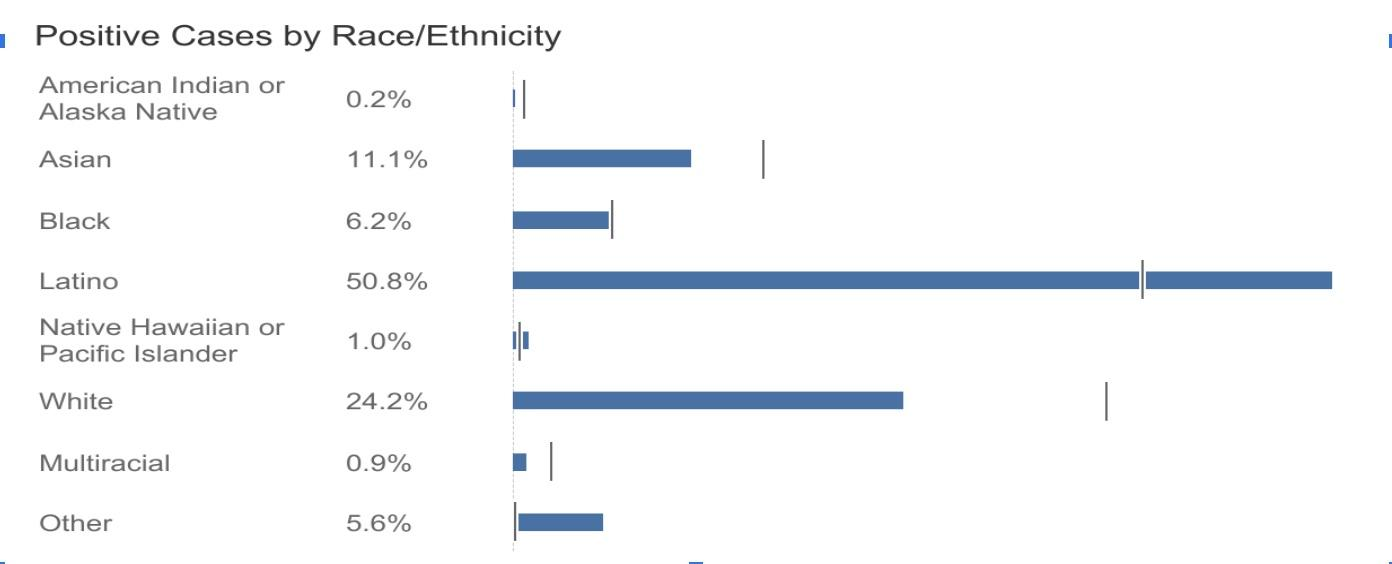 Positive Cases by Race/Ethnicity
American Indian or
Alaska Native 0.2%
Asian 11.1%
Black 6.2%
Latino 50.8%
Native Hawaiian or
Pacific Islander 1.0%
White 24.2%
Multiracial 0.9%
Other 5.6%